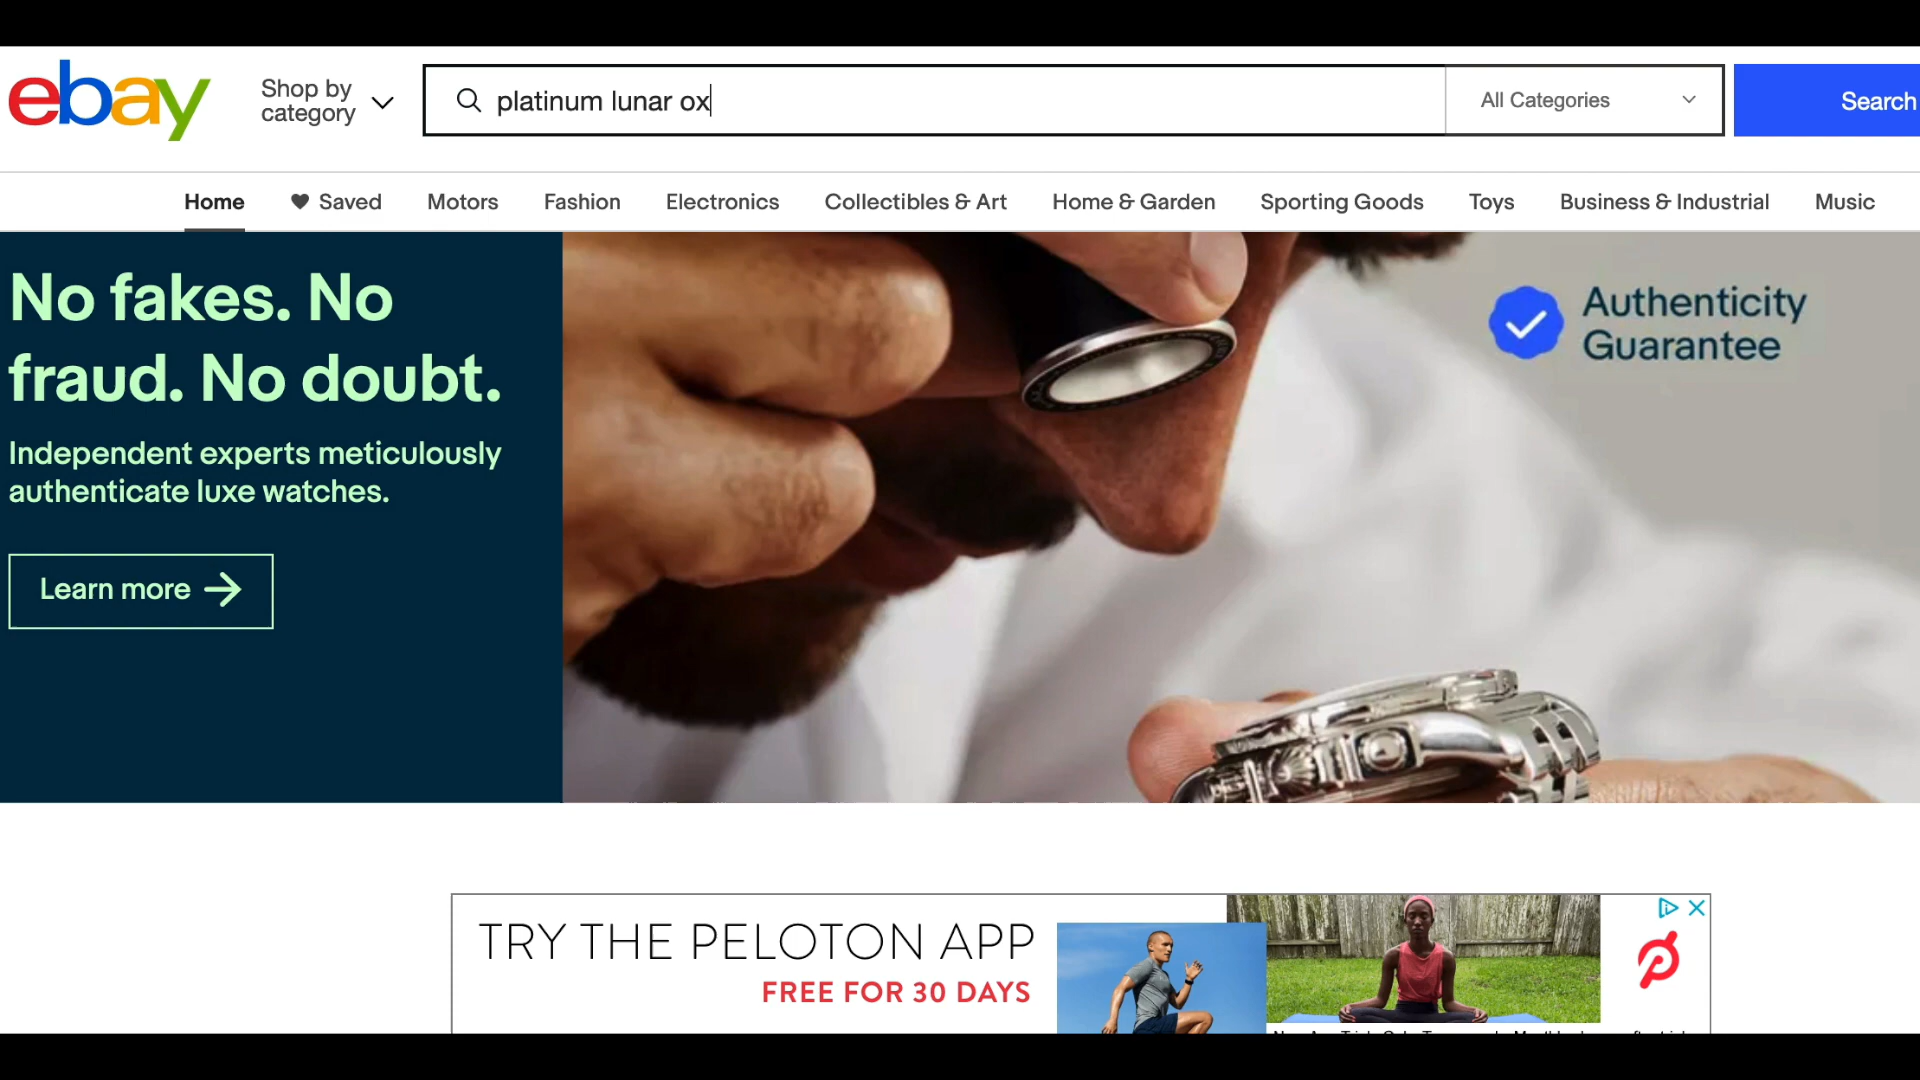 ebay
Shop by
category
platinum lunar ox
All Categories
Search
Home
Saved
Motors
Fashion
Electronics
Collectibles & Art
Home & Garden
Sporting Goods
Toys
Business & Industrial
Music
No fakes. No
fraud. No doubt.
Independent experts meticulously
authenticate luxe watches.
Learn more
Authenticity
Guarantee
TRY THE PELOTON APP
FREE FOR 30 DAYS